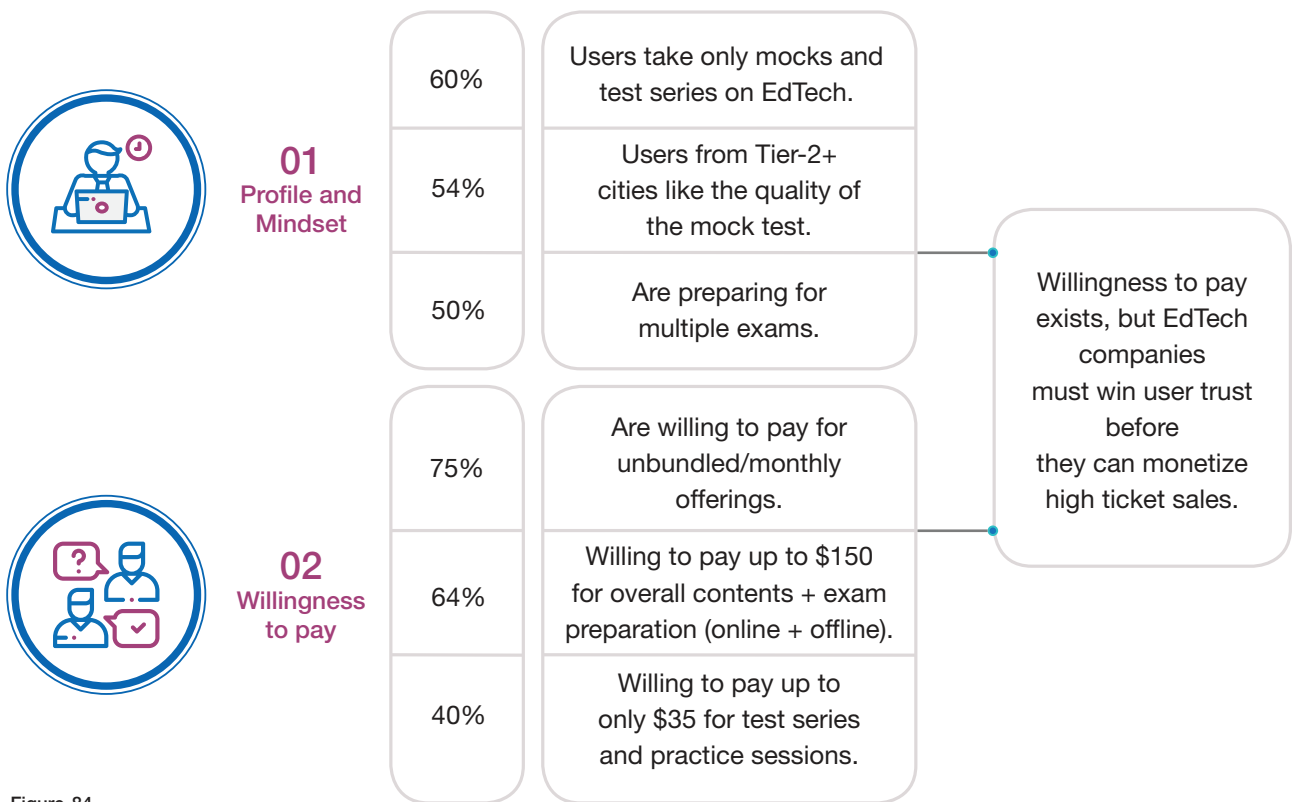 01
Profile and
Mindset
60%
Users take only mocks and
test series on EdTech.
54%
Users from Tier-2+
cities like the quality of
the mock test.
50%
Are preparing for
multiple exams.
02
Willingness
to pay
75%
Are willing to pay for
unbundled/monthly
offerings.
64%
Willing to pay up to $150
for overall contents + exam
preparation (online + offline).
40%
Willing to pay up to
only $35 for test series
and practice sessions.
Willingness to pay
exists, but EdTech
companies
must win user trust
before
they can monetize
high ticket sales.
Figure 84